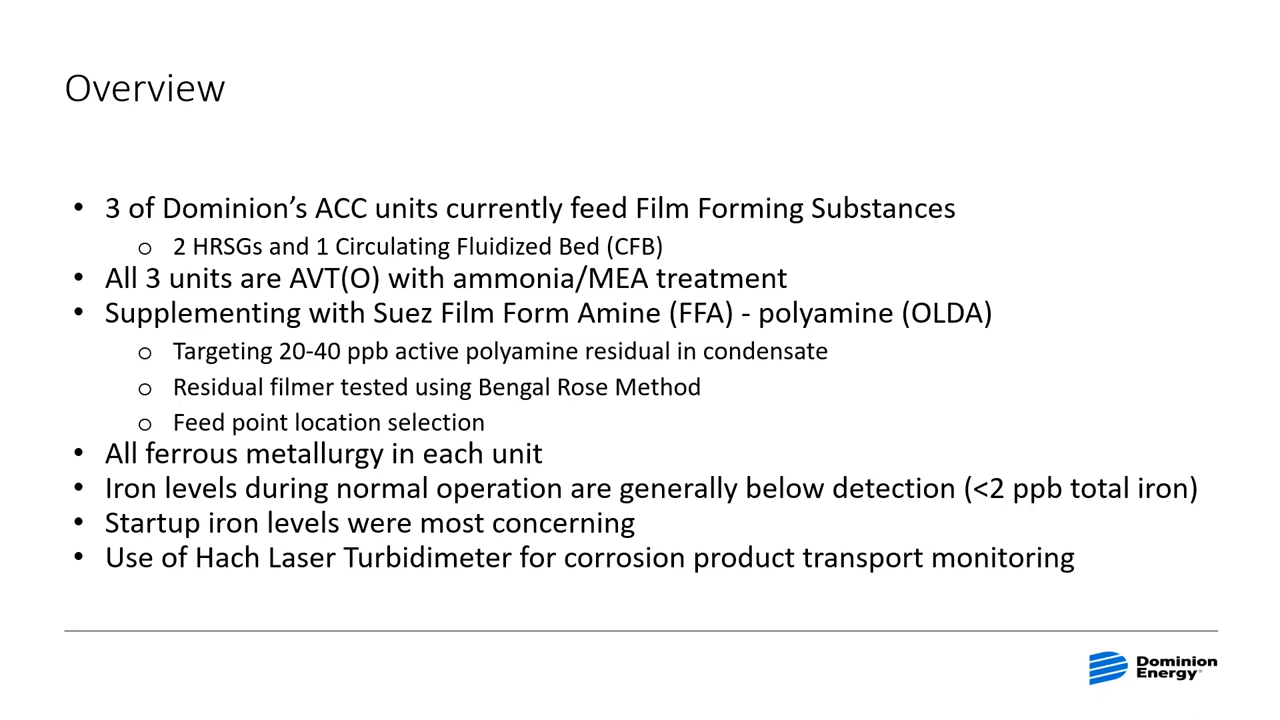 Overview
• 3 of Dominion’s ACC units currently feed Film Forming Substances
o 2 HRSGs and 1 Circulating Fluidized Bed (CFB)
• All 3 units are AVT(O) with ammonia/MEA treatment
• Supplementing with Suez Film Form Amine (FFA) - polyamine (OLDA)
o Targeting 20-40 ppb active polyamine residual in condensate
o Residual filmer tested using Bengal Rose Method
o Feed point location selection
• All ferrous metallurgy in each unit
• Iron levels during normal operation are generally below detection (<2 ppb total iron)
• Startup iron levels were most concerning
• Use of Hach Laser Turbidimeter for corrosion product transport monitoring
Dominion
Energy